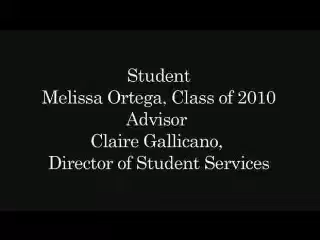 Student
Melissa Ortega, Class of 2010
Advisor
Claire Gallicano,
Director of Student Services